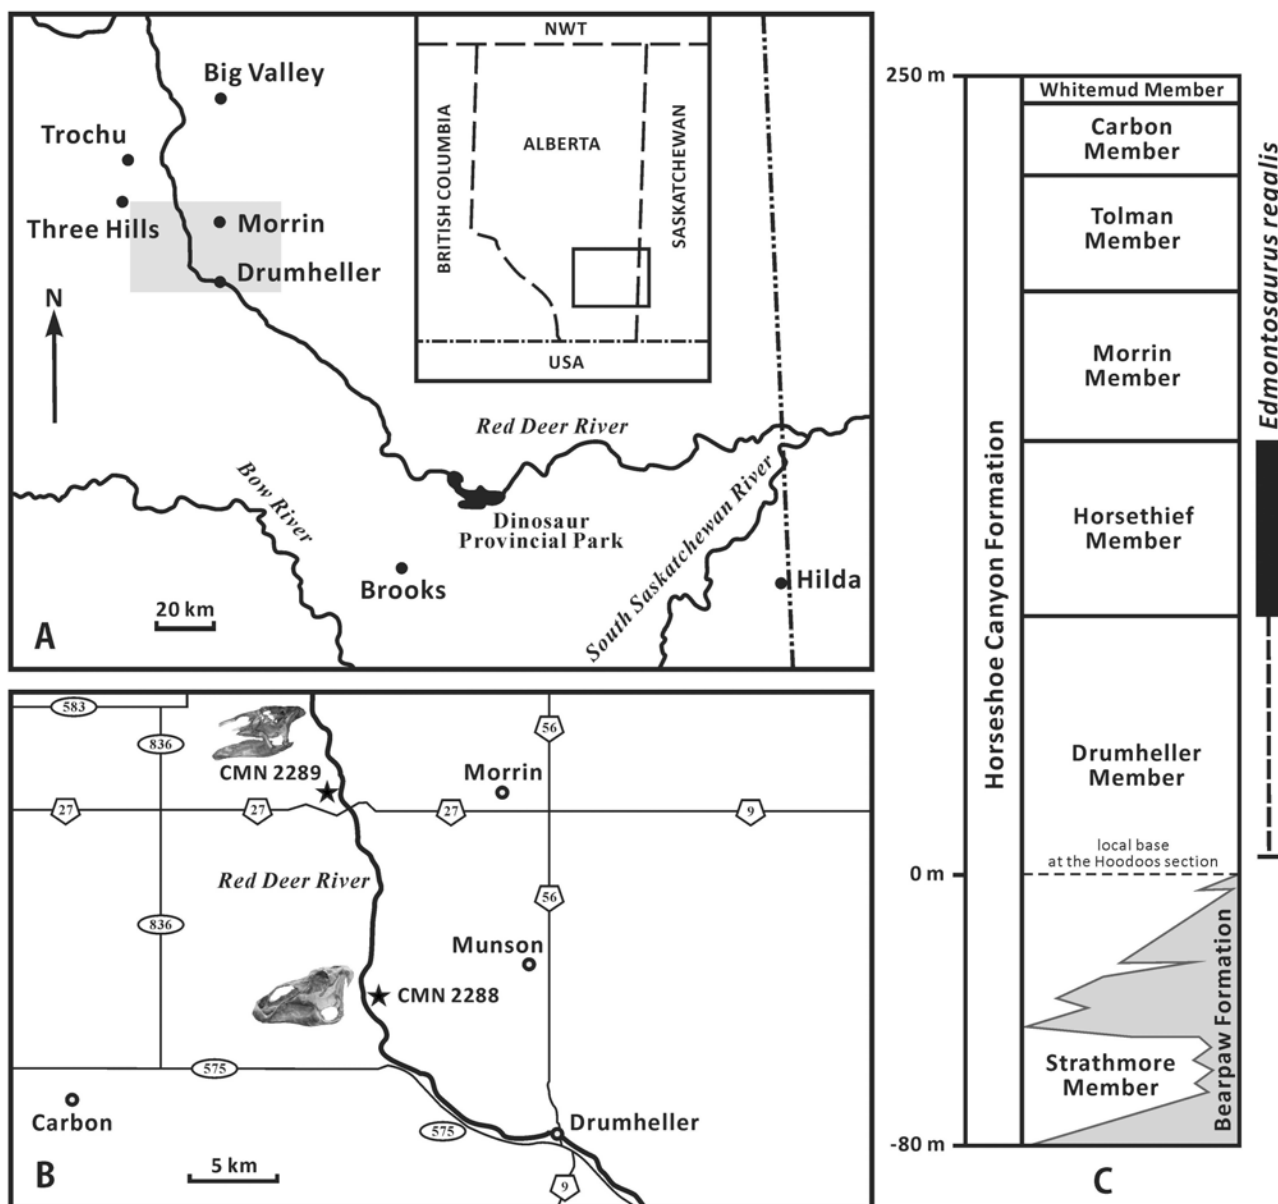 NWT
BRITISH COLUMBIA
ALBERTA
SASKATCHEWAN
USA
Big Valley
Trochu
Three Hills
Morrin
Drumheller
N
Red Deer River
Bow River
Dinosaur
Provincial Park
South Saskatchewan River
Brooks
Hilda
20 km
A
583
836
56
CMN 2289
Morrin
27
27
27
9
Red Deer River
836
56
Munson
CMN 2288
575
Carbon
575
Drumheller
5 km
9
B
250 m
Whitemud Member
Carbon
Member
Tolman
Member
Morrin
Member
Horsethief
Member
Drumheller
Member
local base
at the Hoodoos section
0 m
Strathmore
Member
-80 m
Horseshoe Canyon Formation
Bearpaw Formation
Edmontosaurus regalis
C